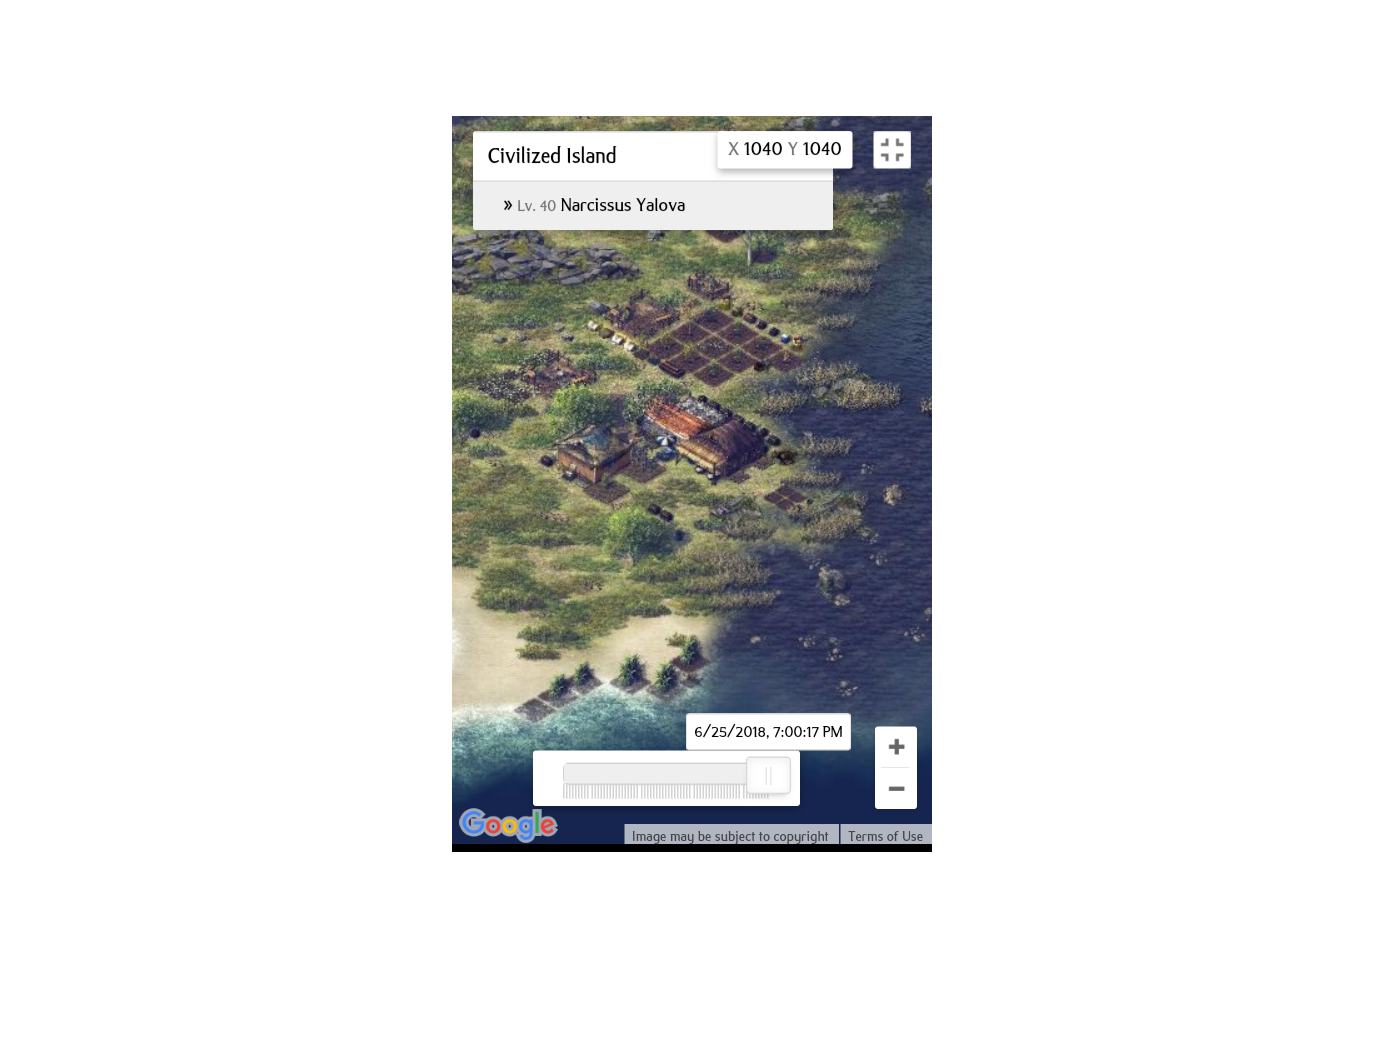 Civilized Island
X 1040 Y 1040
» Lv. 40 Narcissus Yalova
6/25/2018, 7:00:17 PM
Google
Image may be subject to copyright
Terms of Use